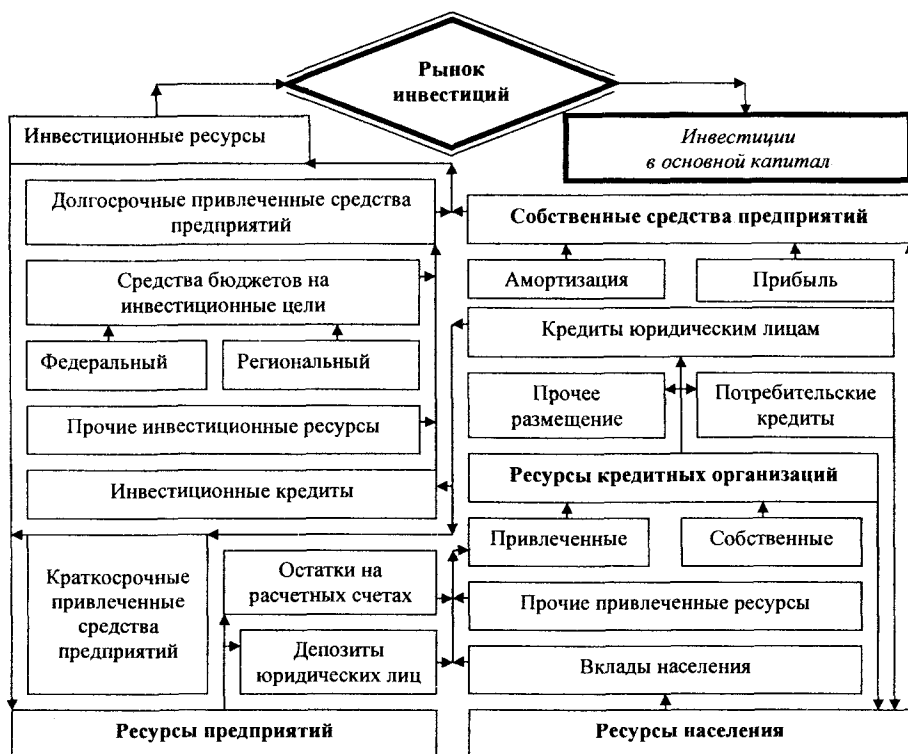 Рынок
инвестиций
Инвестиционные ресурсы
Инвестиции
в основной капитал
Долгосрочные привлеченные средства
предприятий
Собственные средства предприятий
Средства бюджетов на
инвестиционные цели
Амортизация
Прибыль
Федеральный
Региональный
Кредиты юридическим лицам
Прочие инвестиционные ресурсы
Прочее
размещение
Потребительские
кредиты
Инвестиционные кредиты
Ресурсы кредитных организаций
Привлеченные
Собственные
Краткосрочные
привлеченные
средства
предприятий
Остатки на
расчетных счетах
Прочие привлеченные ресурсы
Депозиты
юридических лиц
Вклады населения
Ресурсы предприятий
Ресурсы населения